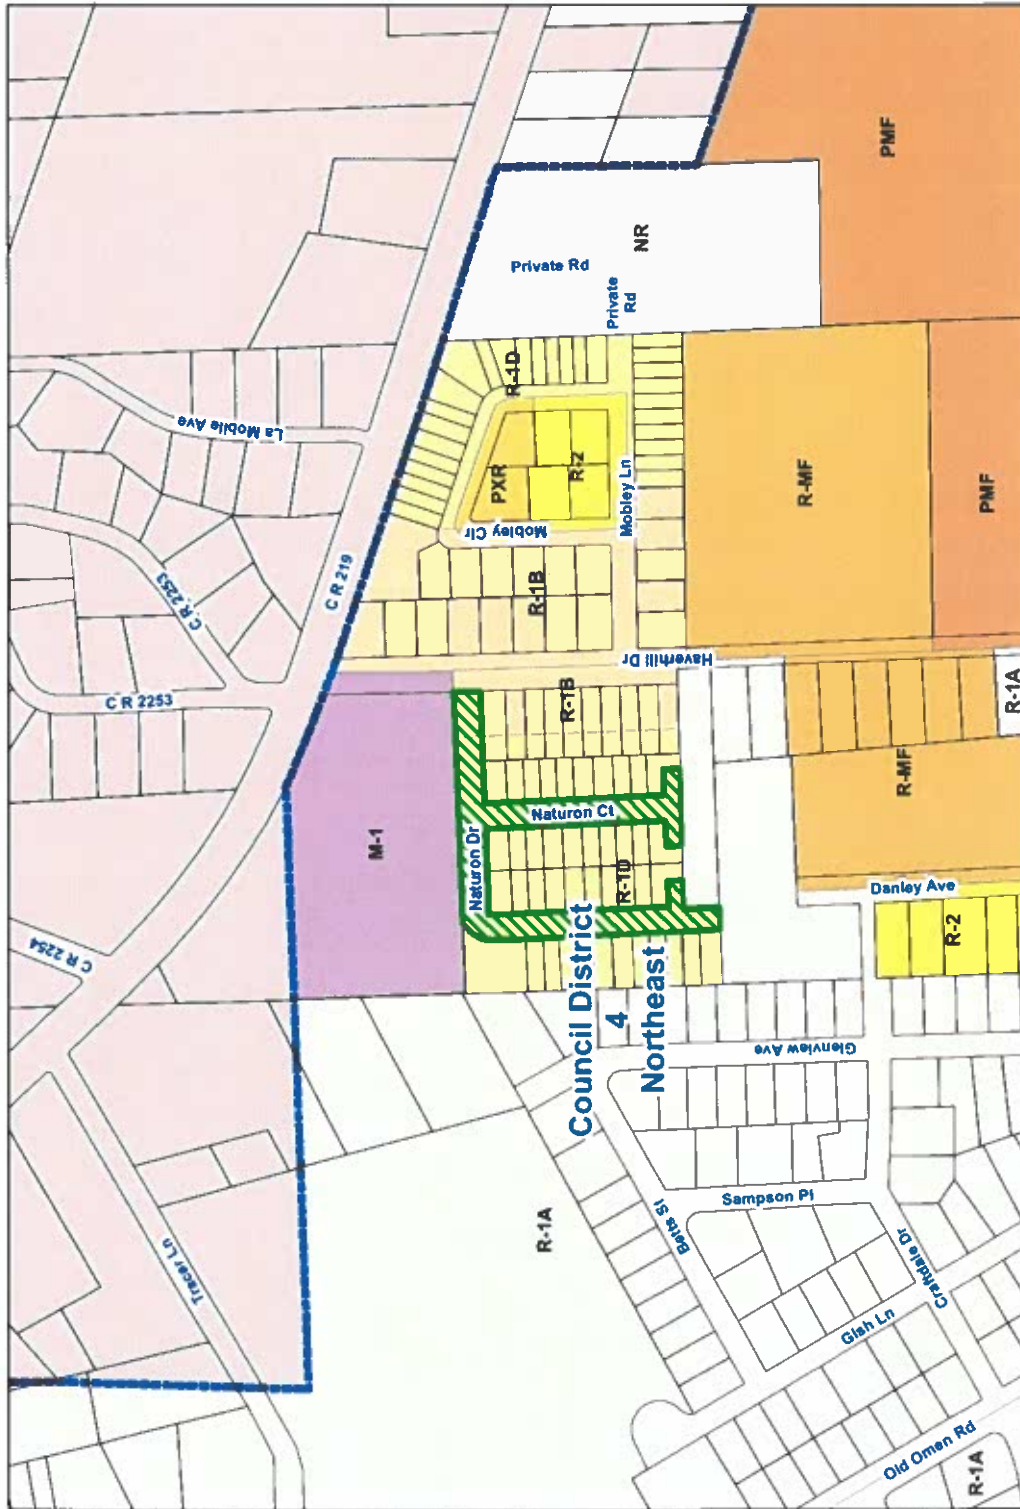 PMF
NR
Private Rd
Private
Rd
R-1D
La Mobile Ave
PXR
R-2
Mobley Ln
Mobley Cir
R-MF
PMF
C R 2253
C R 219
R-1B
Haverhill Dr
C R 2253
R-1B
R-1A
R-MF
M-1
Naturon Dr
Naturon Ct
R-1D
Danley Ave
R-2
C R 2254
Council District
4
Northeast
Glenview Ave
Sampson Pl
Betts St
R-1A
Tracer Ln
Craftdale Dr
Gish Ln
Old Omen Rd
R-1A